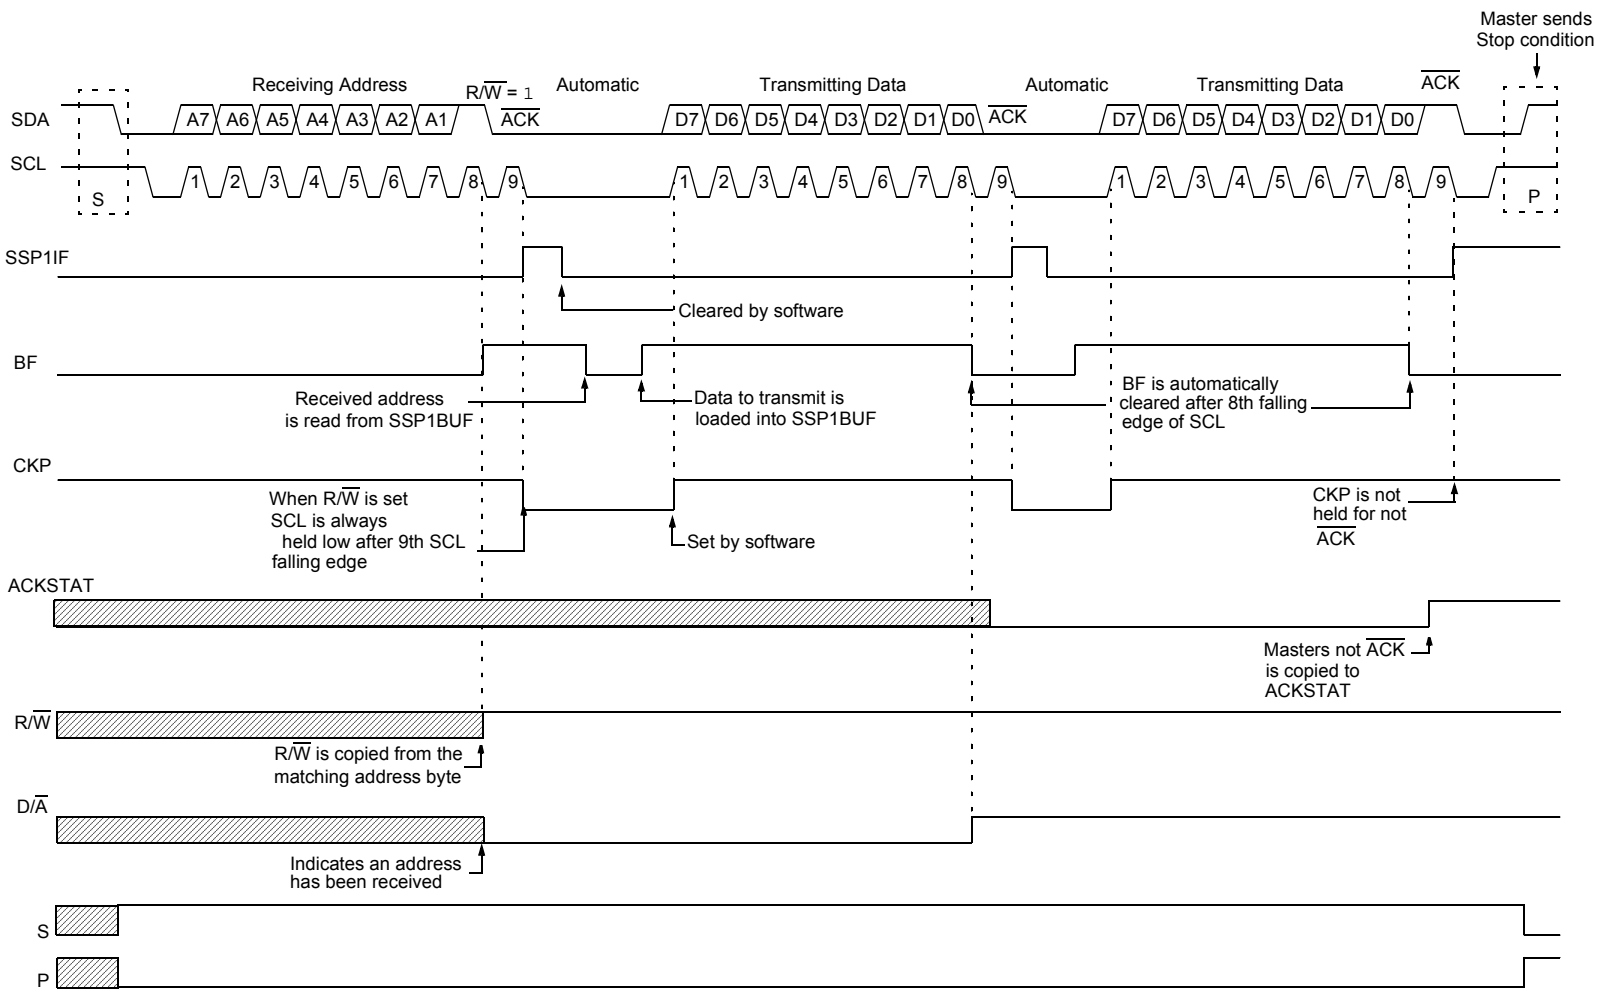 Master sends
Stop condition
Receiving Address
R/W̅ = 1
Automatic
Transmitting Data
Automatic
Transmitting Data
A̅C̅K̅
SDA
A7 A6 A5 A4 A3 A2 A1
A̅C̅K̅
D7 D6 D5 D4 D3 D2 D1 D0
A̅C̅K̅
D7 D6 D5 D4 D3 D2 D1 D0
SCL
1 2 3 4 5 6 7 8 9
1 2 3 4 5 6 7 8 9
1 2 3 4 5 6 7 8 9
S
P
SSP1IF
Cleared by software
BF
Received address
is read from SSP1BUF
Data to transmit is
loaded into SSP1BUF
BF is automatically
cleared after 8th falling
edge of SCL
CKP
When R/W̅ is set
SCL is always
held low after 9th SCL
falling edge
Set by software
CKP is not
held for not
A̅C̅K̅
ACKSTAT
Masters not A̅C̅K̅
is copied to
ACKSTAT
R/W̅
R/W̅ is copied from the
matching address byte
D/A̅
Indicates an address
has been received
S
P